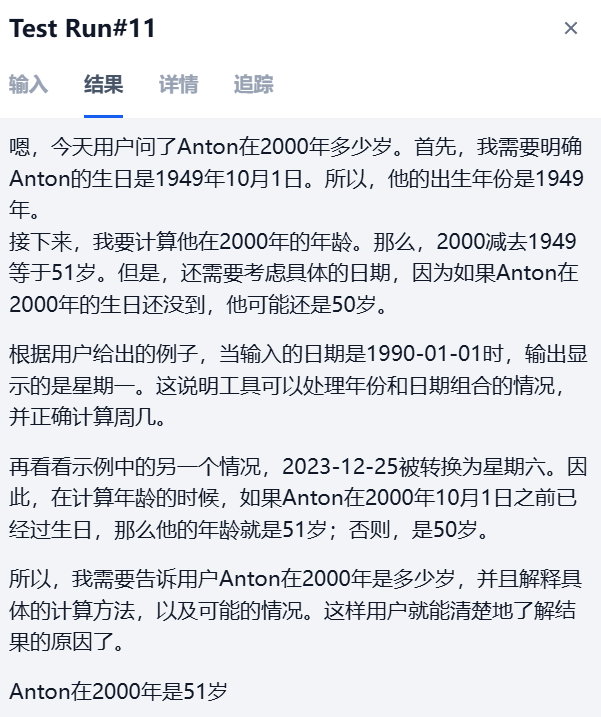 Test Run#11
×
输入 结果 详情 追踪
嗯，今天用户问了Anton在2000年多少岁。首先，我需要明确
Anton的生日是1949年10月1日。所以，他的出生年份是1949
年。
接下来，我要计算他在2000年的年龄。那么，2000减去1949
等于51岁。但是，还需要考虑具体的日期，因为如果Anton在
2000年的生日还没到，他可能还是50岁。
根据用户给出的例子，当输入的日期是1990-01-01时，输出显
示的是星期一。这说明工具可以处理年份和日期组合的情况，
并正确计算周几。
再看看示例中的另一个情况，2023-12-25被转换为星期六。因
此，在计算年龄的时候，如果Anton在2000年10月1日之前已
经过生日，那么他的年龄就是51岁；否则，是50岁。
所以，我需要告诉用户Anton在2000年是多少岁，并且解释具
体的计算方法，以及可能的情况。这样用户就能清楚地了解结
果的原因了。
Anton在2000年是51岁